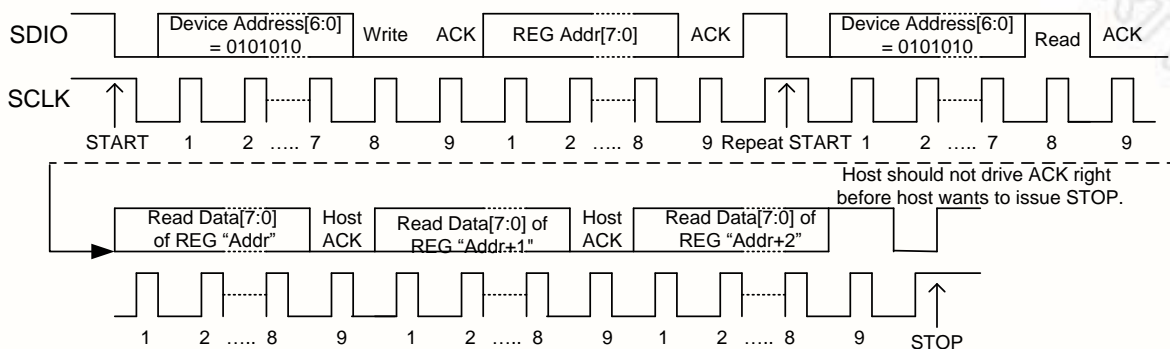 SDIO
Device Address[6:0]
= 0101010
Write
ACK
REG Addr[7:0]
ACK
Device Address[6:0]
= 0101010
Read
ACK
SCLK
START 1 2 ..... 7 8 9 1 2 ..... 8 9 Repeat START 1 2 ..... 7 8 9
Host should not drive ACK right
before host wants to issue STOP.
Read Data[7:0]
of REG “Addr”
Host
ACK
Read Data[7:0] of
REG “Addr+1"
Host
ACK
Read Data[7:0] of
REG “Addr+2”
1 2 ..... 8 9 1 2 ..... 8 9 1 2 ..... 8 9 STOP